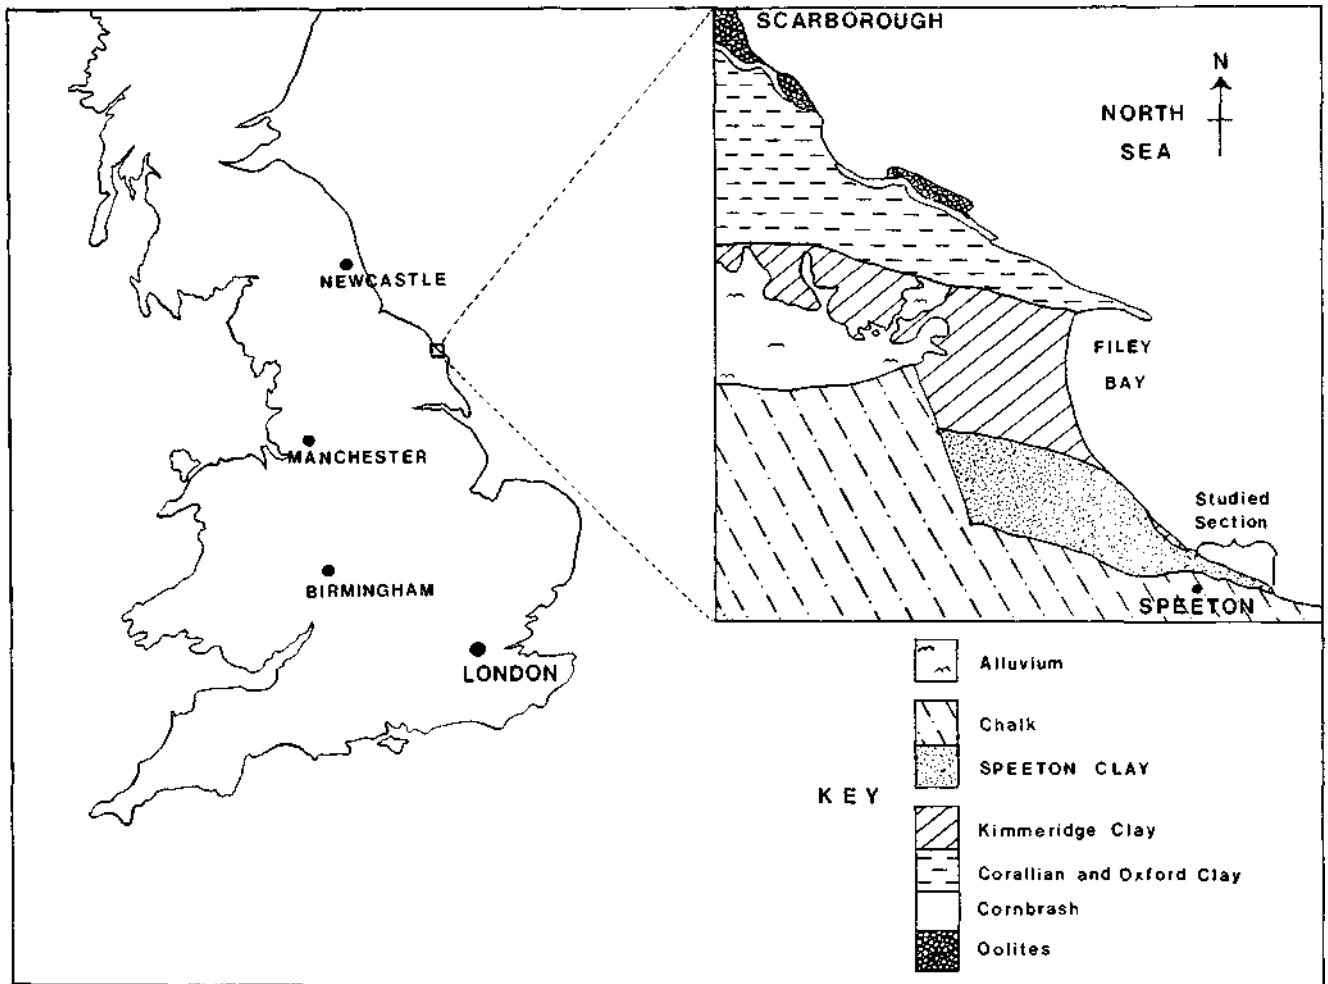 SCARBOROUGH
N
NORTH
SEA
NEWCASTLE
FILEY
BAY
MANCHESTER
Studied
Section
BIRMINGHAM
SPEETON
LONDON
Alluvium
Chalk
SPEETON CLAY
KEY
Kimmeridge Clay
Corallian and Oxford Clay
Cornbrash
Oolites